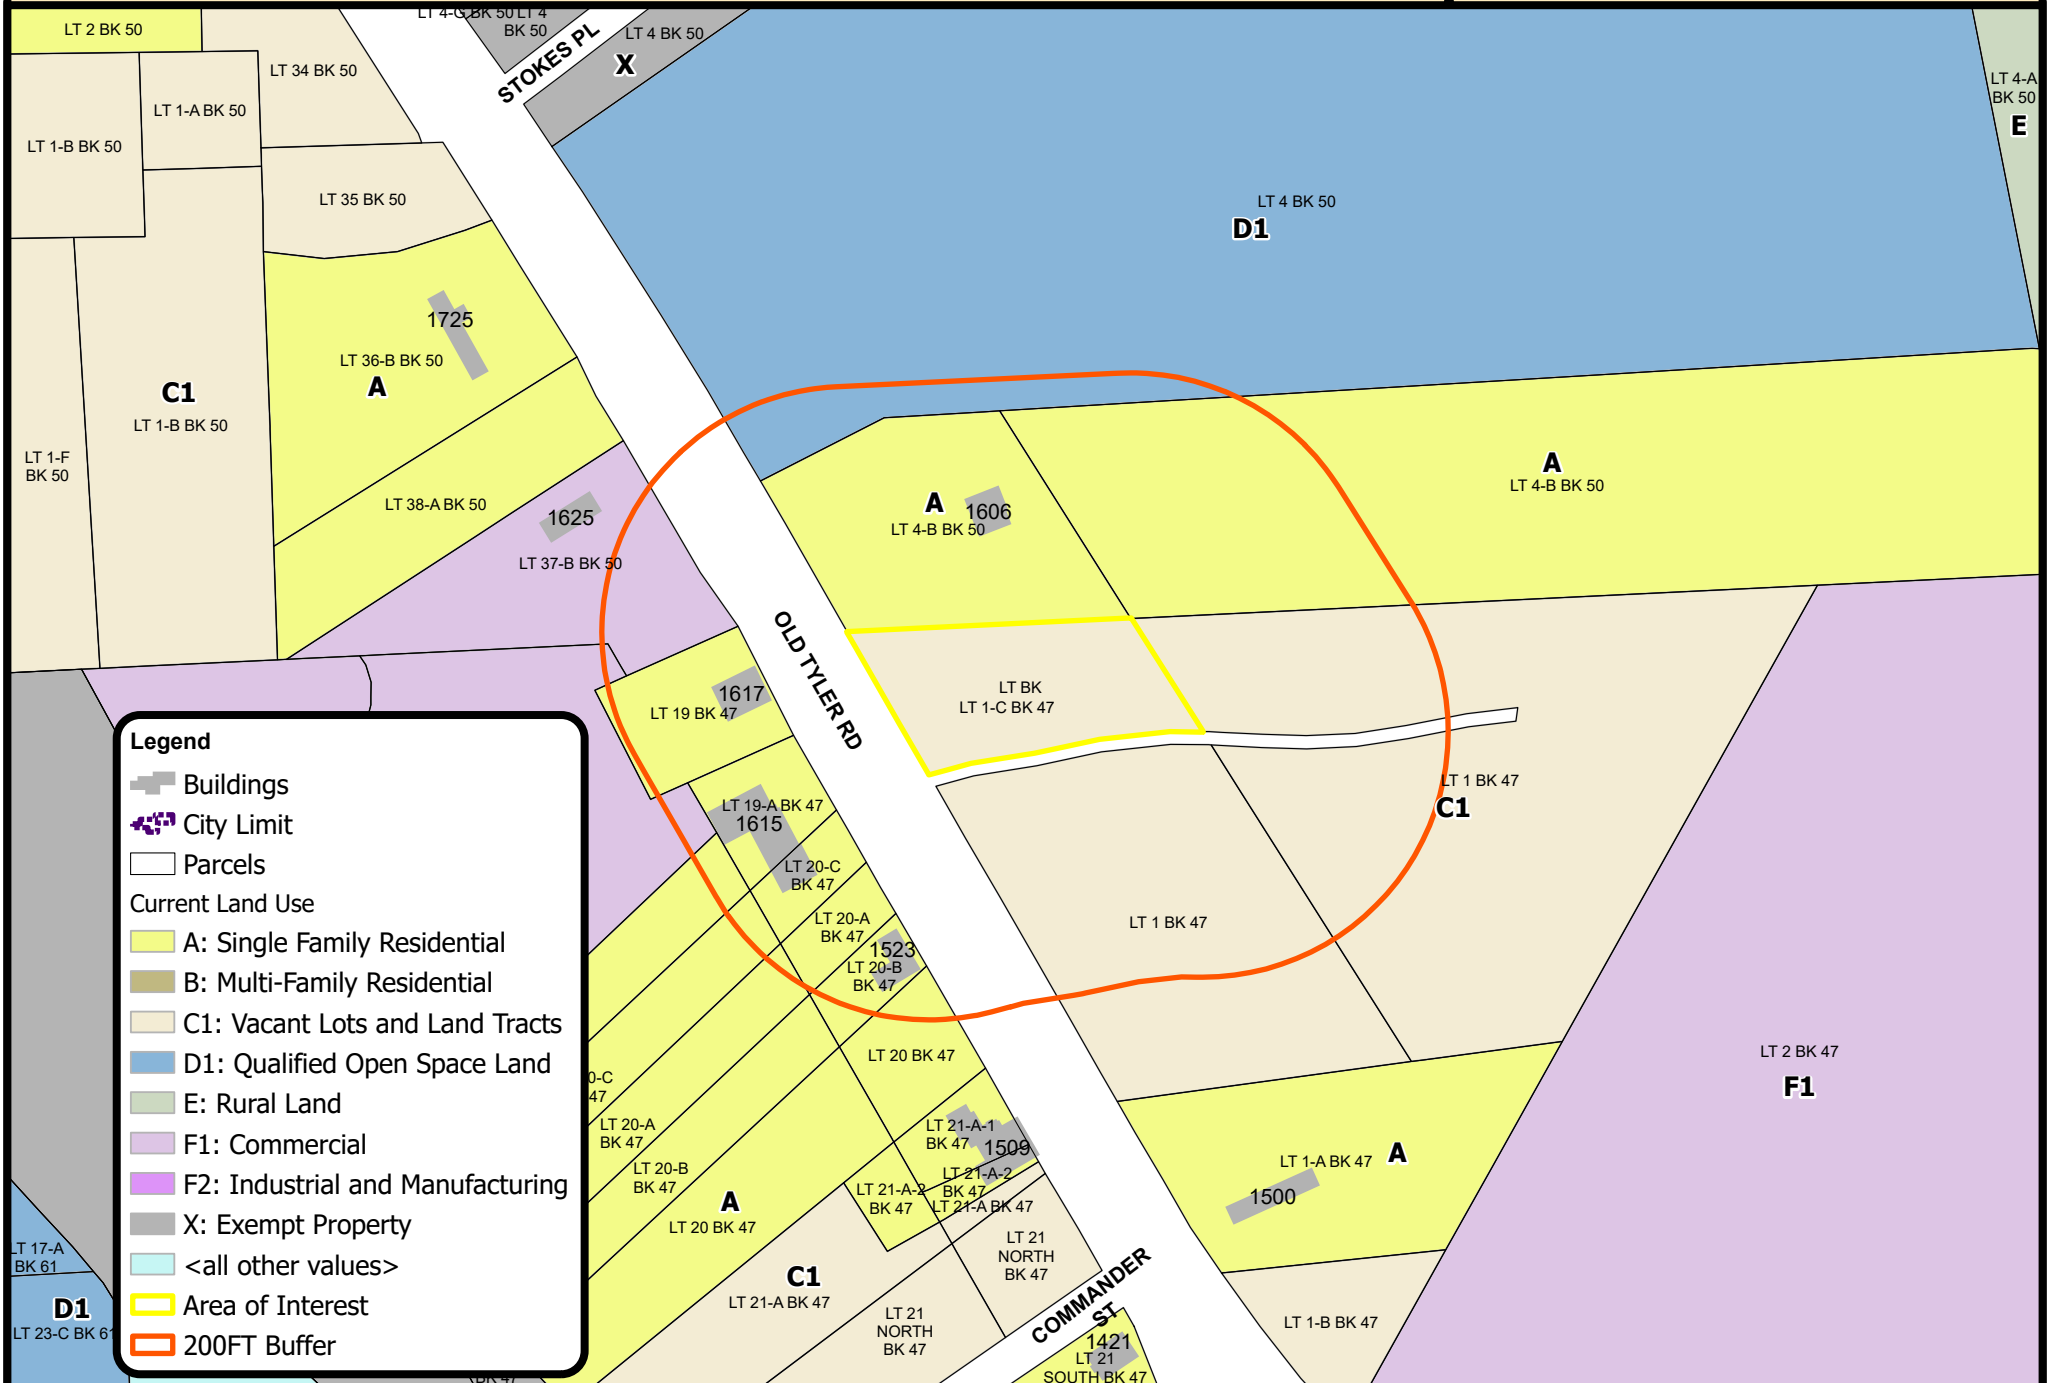 LT 2 BK 50
LT 4-G BK 50
LT 4
BK 50
STOKES PL
LT 4 BK 50
X
LT 34 BK 50
LT 1-A BK 50
LT 1-B BK 50
LT 4-A
BK 50
E
LT 35 BK 50
LT 4 BK 50
D1
1725
LT 36-B BK 50
A
C1
LT 1-B BK 50
LT 1-F
BK 50
LT 38-A BK 50
1625
LT 37-B BK 50
A
1606
LT 4-B BK 50
A
LT 4-B BK 50
OLD TYLER RD
1617
LT 19 BK 47
LT BK
LT 1-C BK 47
LT 1 BK 47
C1
LT 19-A BK 47
1615
LT 20-C
BK 47
LT 20-A
BK 47
1523
LT 20-B
BK 47
LT 1 BK 47
LT 20 BK 47
LT 2 BK 47
F1
0-C
47
LT 20-A
BK 47
LT 20-B
BK 47
A
LT 20 BK 47
LT 21-A-1
BK 47
1509
LT 21-A-2
BK 47
LT 21-A-2
BK 47
LT 21-A BK 47
LT 1-A BK 47
A
1500
LT 21
NORTH
BK 47
C1
LT 21-A BK 47
LT 21
NORTH
BK 47
COMMANDER
ST
LT 1-B BK 47
1421
LT 21
SOUTH BK 47
LT 17-A
BK 61
D1
LT 23-C BK 61
BK 47
Legend
Buildings
City Limit
Parcels
Current Land Use
A: Single Family Residential
B: Multi-Family Residential
C1: Vacant Lots and Land Tracts
D1: Qualified Open Space Land
E: Rural Land
F1: Commercial
F2: Industrial and Manufacturing
X: Exempt Property
<all other values>
Area of Interest
200FT Buffer